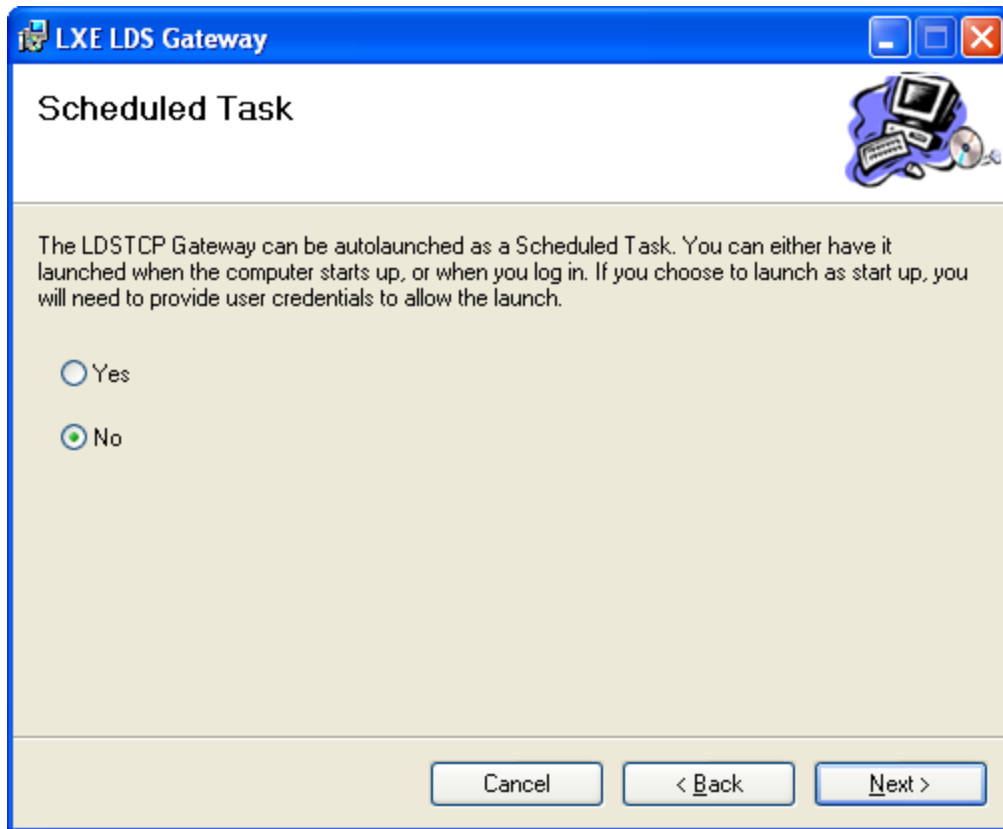 LXE LDS Gateway
Scheduled Task
The LDSTCP Gateway can be autolaunched as a Scheduled Task. You can either have it
launched when the computer starts up, or when you log in. If you choose to launch as start up, you
will need to provide user credentials to allow the launch.
Yes
No
Cancel < Back Next >